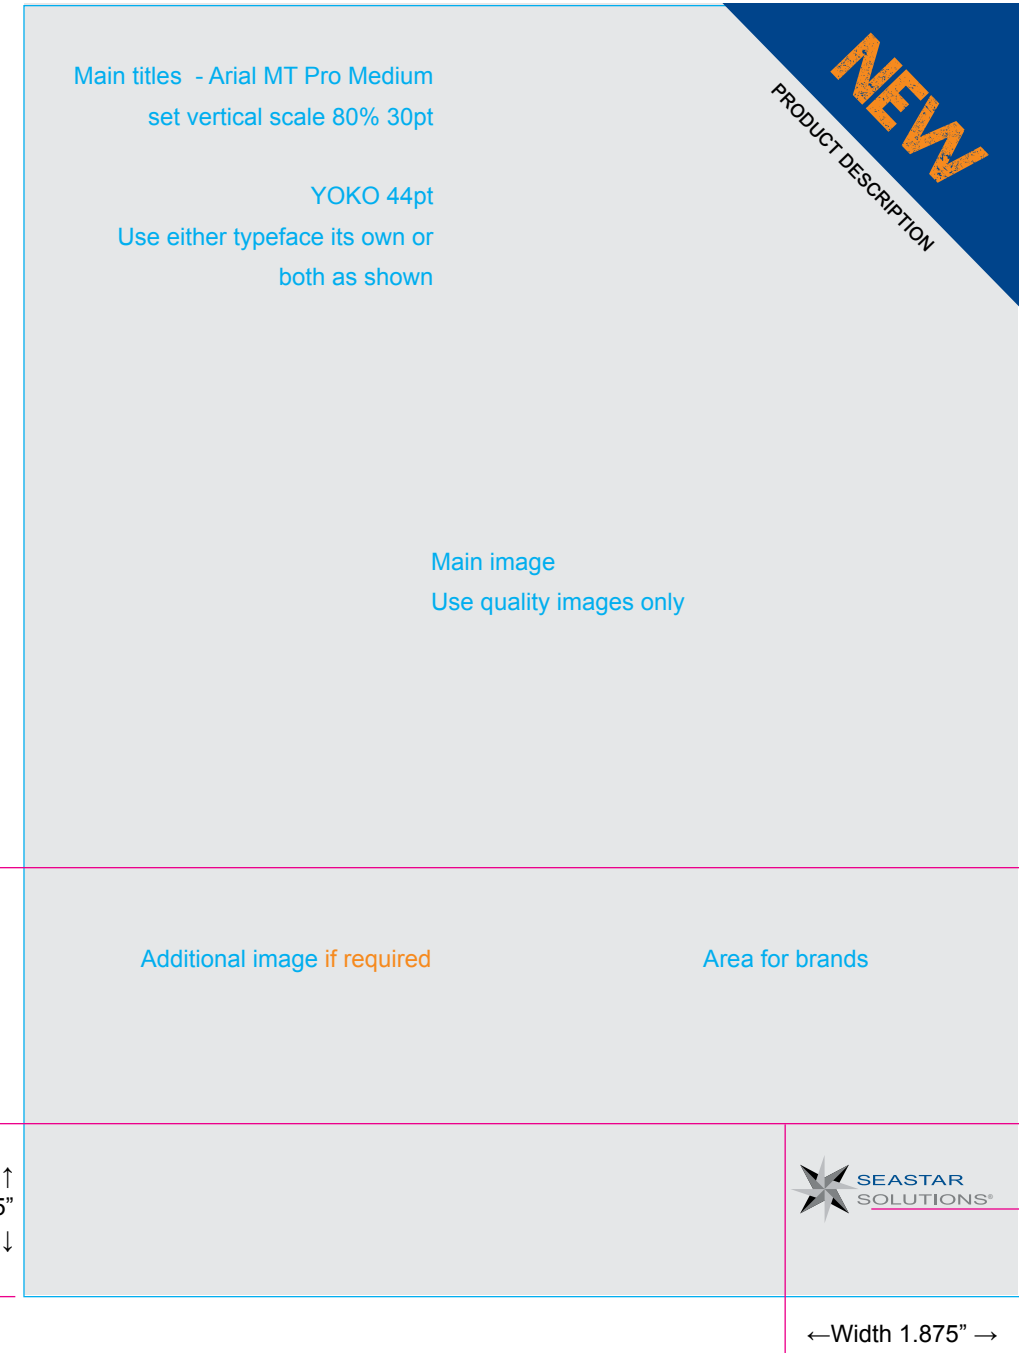 Main titles  - Arial MT Pro Medium
set vertical scale 80% 30pt
YOKO 44pt
Use either typeface its own or
both as shown
NEW
PRODUCT DESCRIPTION
Main image
Use quality images only
Additional image if required
Area for brands
↑
5”
↓
SEASTAR
SOLUTIONS®
←Width 1.875” →